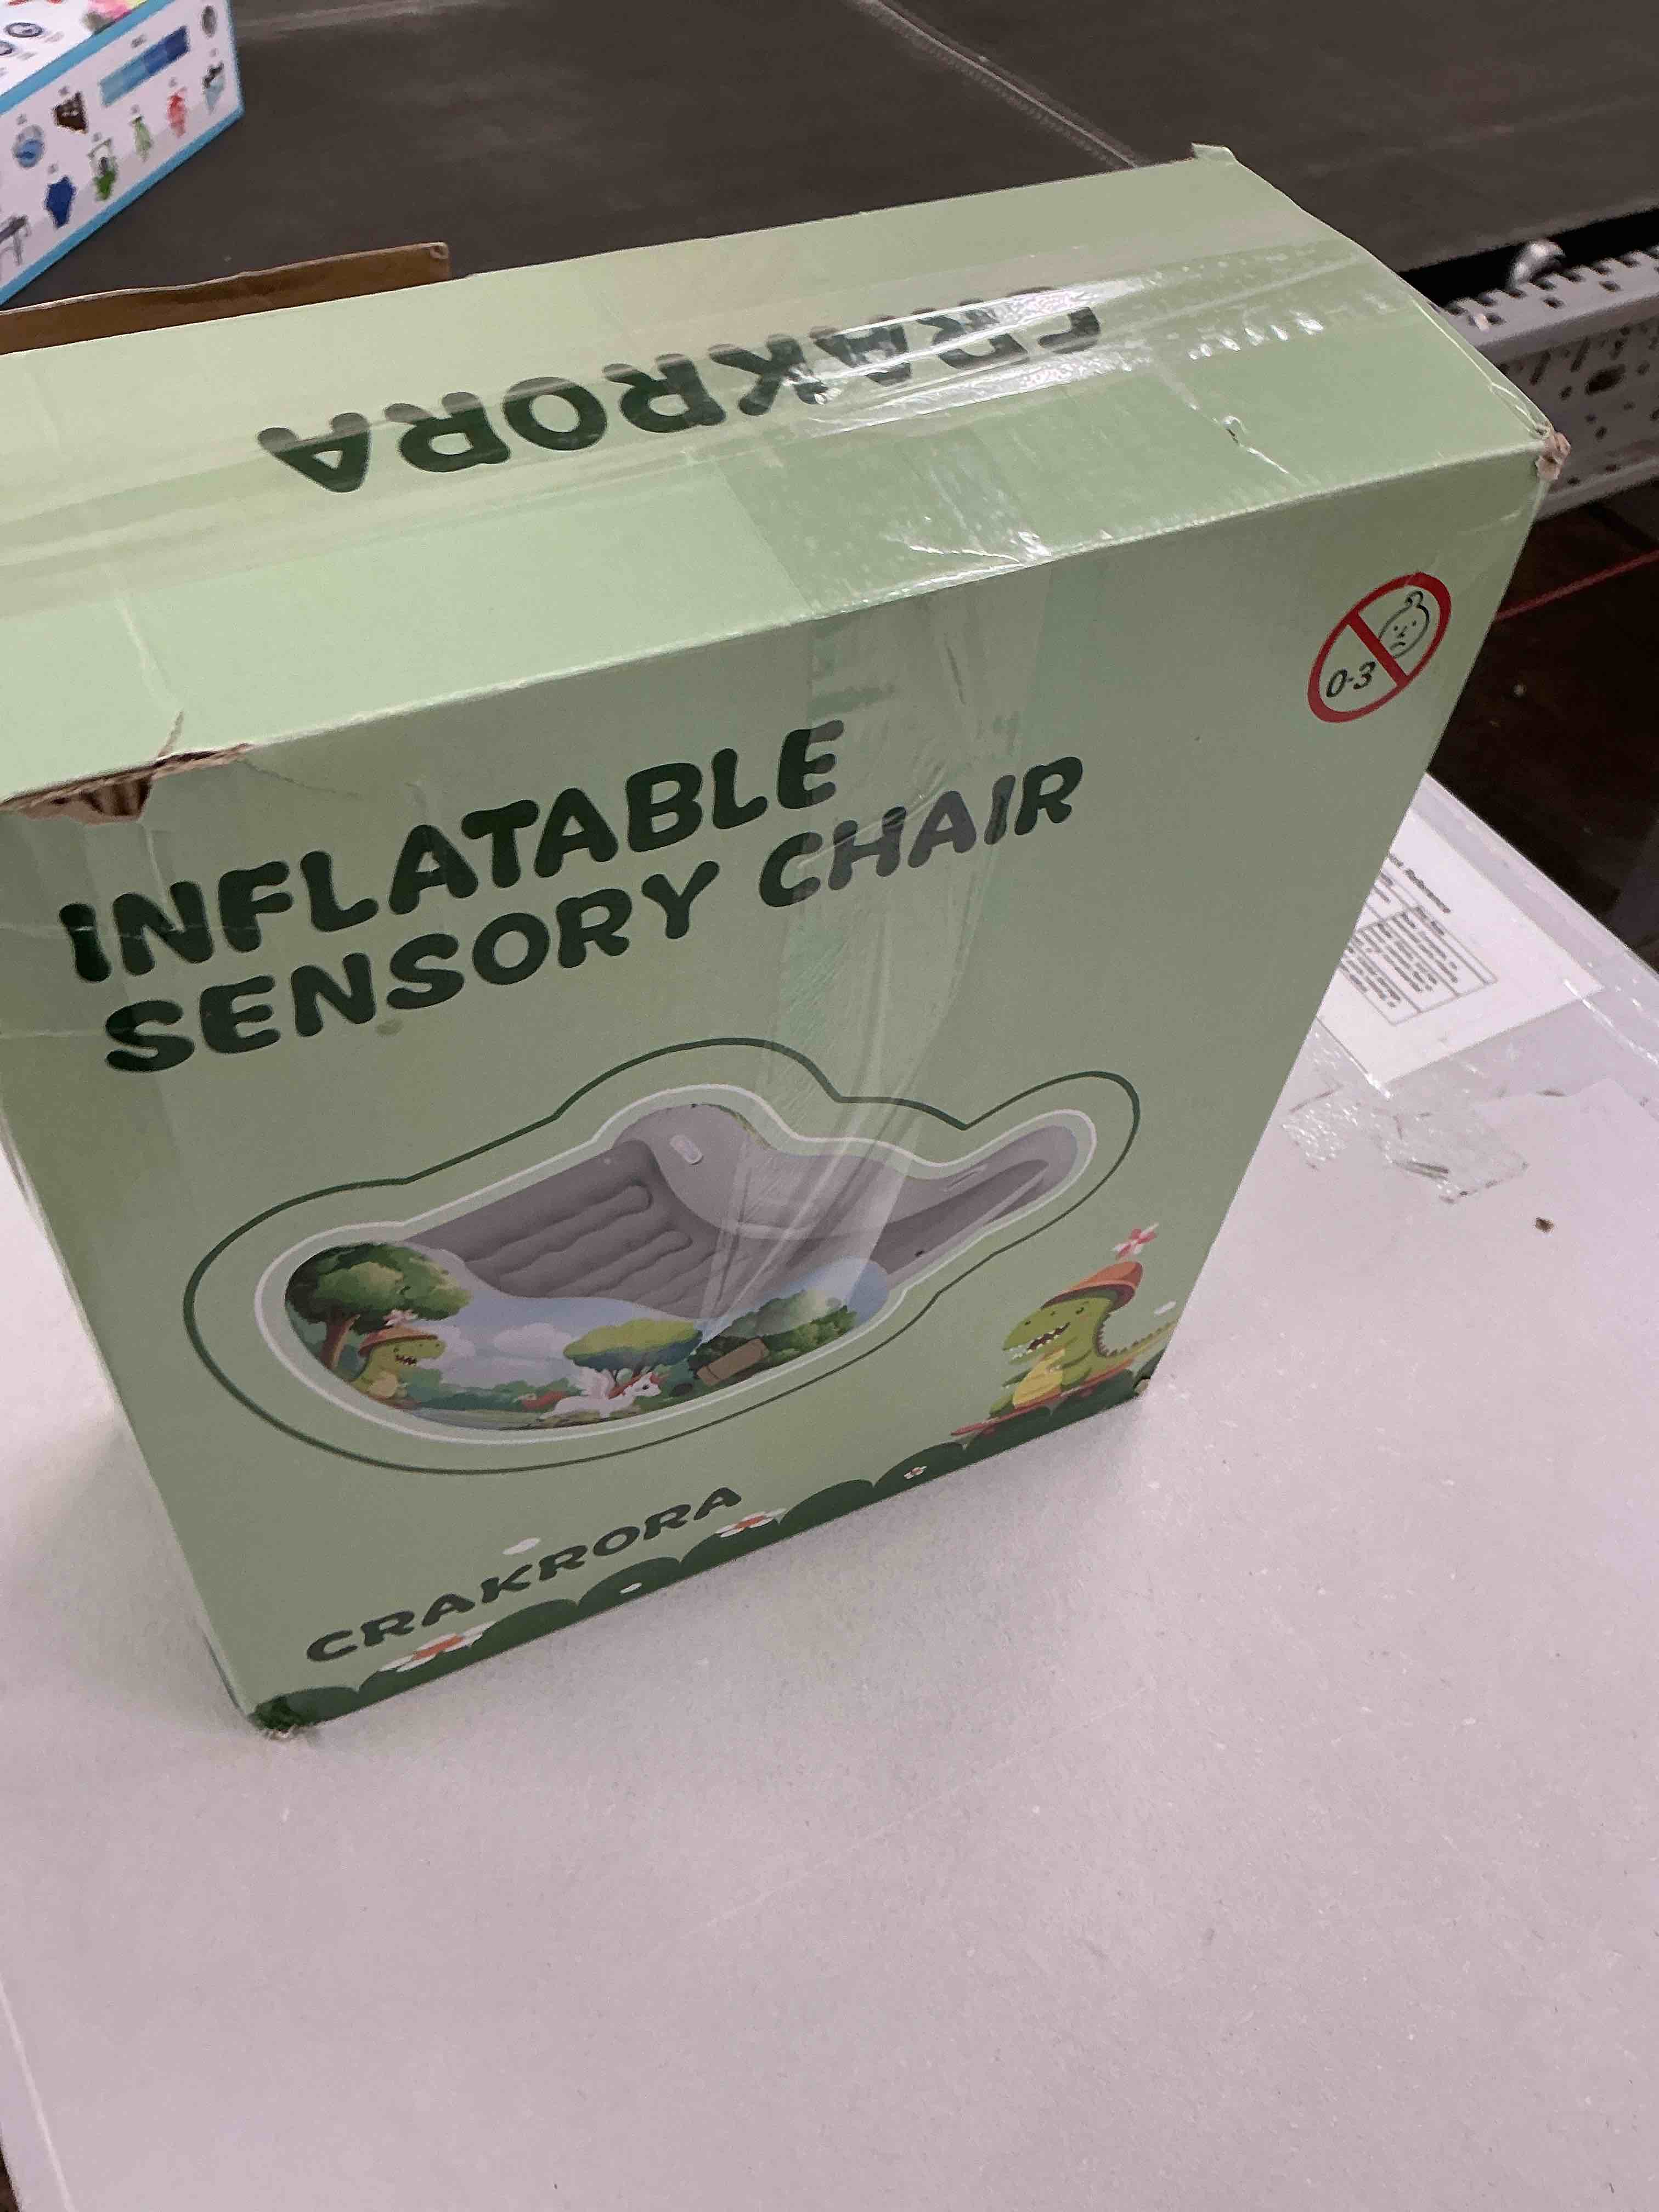 CRAKRORA
0-3
INFLATABLE
SENSORY CHAIR
CRAKRORA